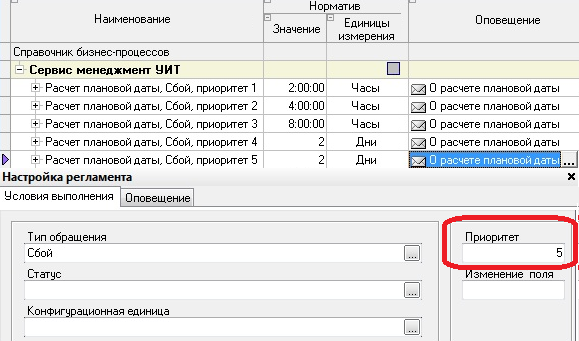 Наименование Норматив Оповещение
Значение Единицы измерения
Справочник бизнес-процессов
Сервис менеджмент УИТ
Расчет плановой даты, Сбой, приоритет 1 2:00:00 Часы О расчете плановой даты
Расчет плановой даты, Сбой, приоритет 2 4:00:00 Часы О расчете плановой даты
Расчет плановой даты, Сбой, приоритет 3 8:00:00 Часы О расчете плановой даты
Расчет плановой даты, Сбой, приоритет 4 2 Дни О расчете плановой даты
Расчет плановой даты, Сбой, приоритет 5 2 Дни О расчете плановой даты ...
Настройка регламента
Условия выполнения Оповещение
Тип обращения Приоритет
Сбой ... 5
Статус Изменение поля
...
Конфигурационная единица
...